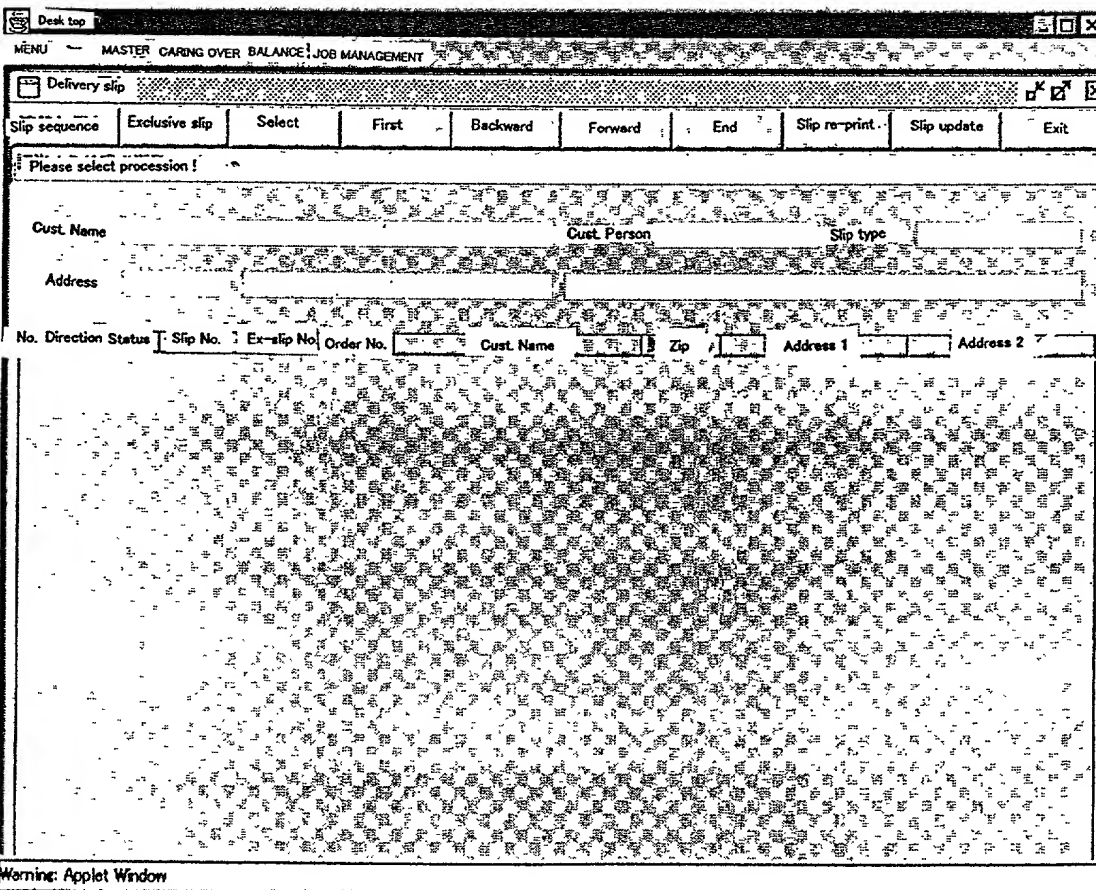 Desk top
MENU MASTER CARING OVER BALANCE JOB MANAGEMENT
Delivery slip
Slip sequence Exclusive slip Select First Backward Forward End Slip re-print Slip update Exit
Please select procession !
Cust. Name Cust. Person Slip type
Address
No. Direction Status Slip No. Ex-slip No. Order No. Cust. Name Zip Address 1 Address 2
Warning: Applet Window